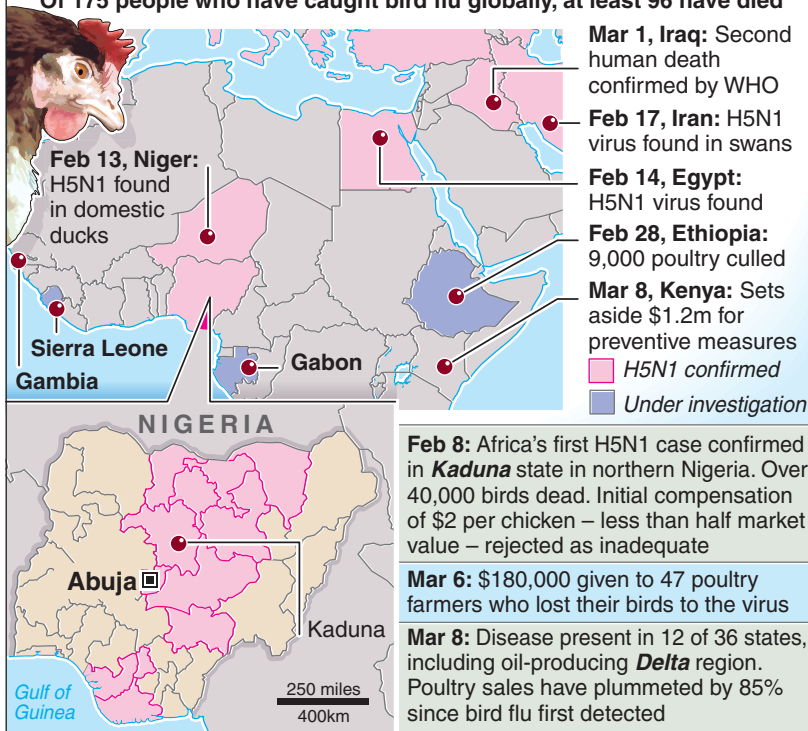 Of 175 people who have caught bird flu globally, at least 96 have died
Mar 1, Iraq: Second
human death
confirmed by WHO
Feb 17, Iran: H5N1
virus found in swans
Feb 14, Egypt:
H5N1 virus found
Feb 28, Ethiopia:
9,000 poultry culled
Mar 8, Kenya: Sets
aside $1.2m for
preventive measures
H5N1 confirmed
Under investigation
Feb 13, Niger:
H5N1 found
in domestic
ducks
Sierra Leone
Gambia
Gabon
NIGERIA
Abuja
Kaduna
Gulf of
Guinea
250 miles
400km
Feb 8: Africa's first H5N1 case confirmed
in Kaduna state in northern Nigeria. Over
40,000 birds dead. Initial compensation
of $2 per chicken – less than half market
value – rejected as inadequate
Mar 6: $180,000 given to 47 poultry
farmers who lost their birds to the virus
Mar 8: Disease present in 12 of 36 states,
including oil-producing Delta region.
Poultry sales have plummeted by 85%
since bird flu first detected